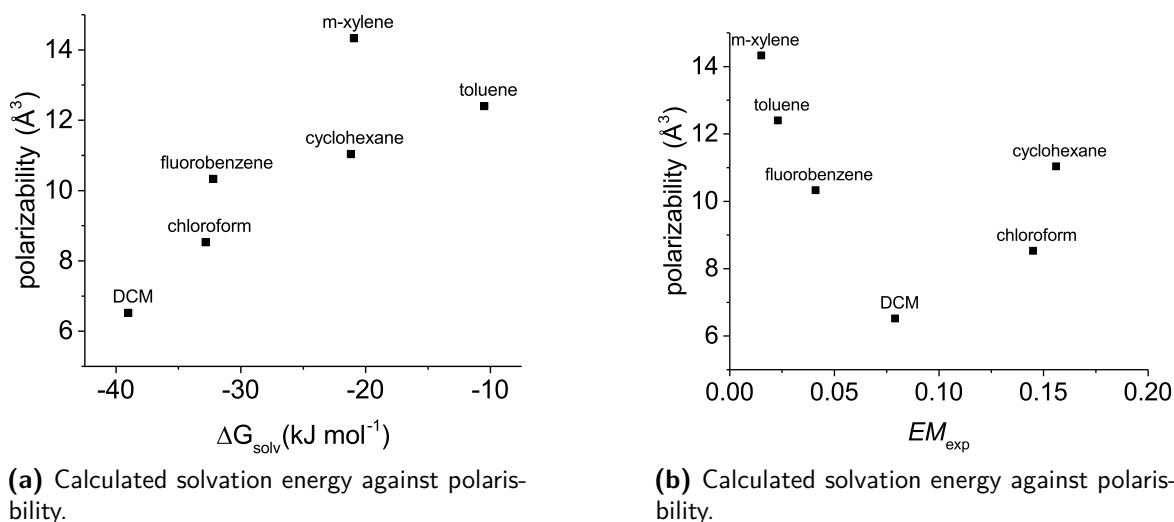 m-xylene
14
toluene
12
cyclohexane
fluorobenzene
10
chloroform
8
DCM
6
polarizability (Å³)
-40
-30
-20
-10
ΔG_solv(kJ mol⁻¹)
(a) Calculated solvation energy against polaris-
bility.
m-xylene
14
toluene
12
cyclohexane
fluorobenzene
10
chloroform
8
DCM
6
polarizability (Å³)
0.00
0.05
0.10
0.15
0.20
EM_exp
(b) Calculated solvation energy against polaris-
bility.